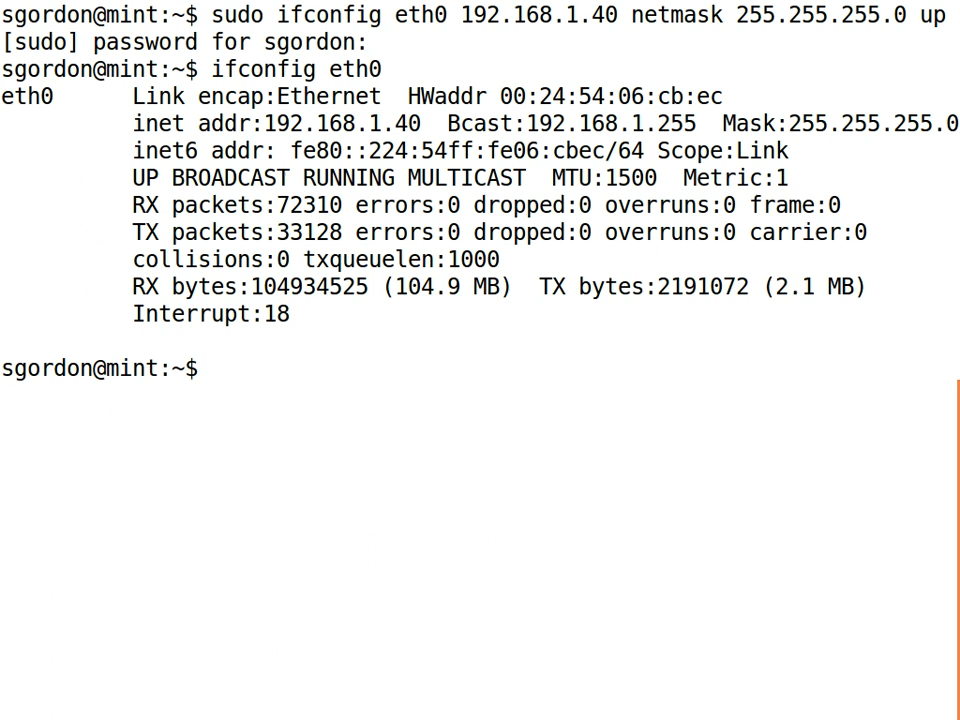 sgordon@mint:~$ sudo ifconfig eth0 192.168.1.40 netmask 255.255.255.0 up
[sudo] password for sgordon:
sgordon@mint:~$ ifconfig eth0
eth0      Link encap:Ethernet  HWaddr 00:24:54:06:cb:ec
          inet addr:192.168.1.40  Bcast:192.168.1.255  Mask:255.255.255.0
          inet6 addr: fe80::224:54ff:fe06:cbec/64 Scope:Link
          UP BROADCAST RUNNING MULTICAST  MTU:1500  Metric:1
          RX packets:72310 errors:0 dropped:0 overruns:0 frame:0
          TX packets:33128 errors:0 dropped:0 overruns:0 carrier:0
          collisions:0 txqueuelen:1000
          RX bytes:104934525 (104.9 MB)  TX bytes:2191072 (2.1 MB)
          Interrupt:18
sgordon@mint:~$